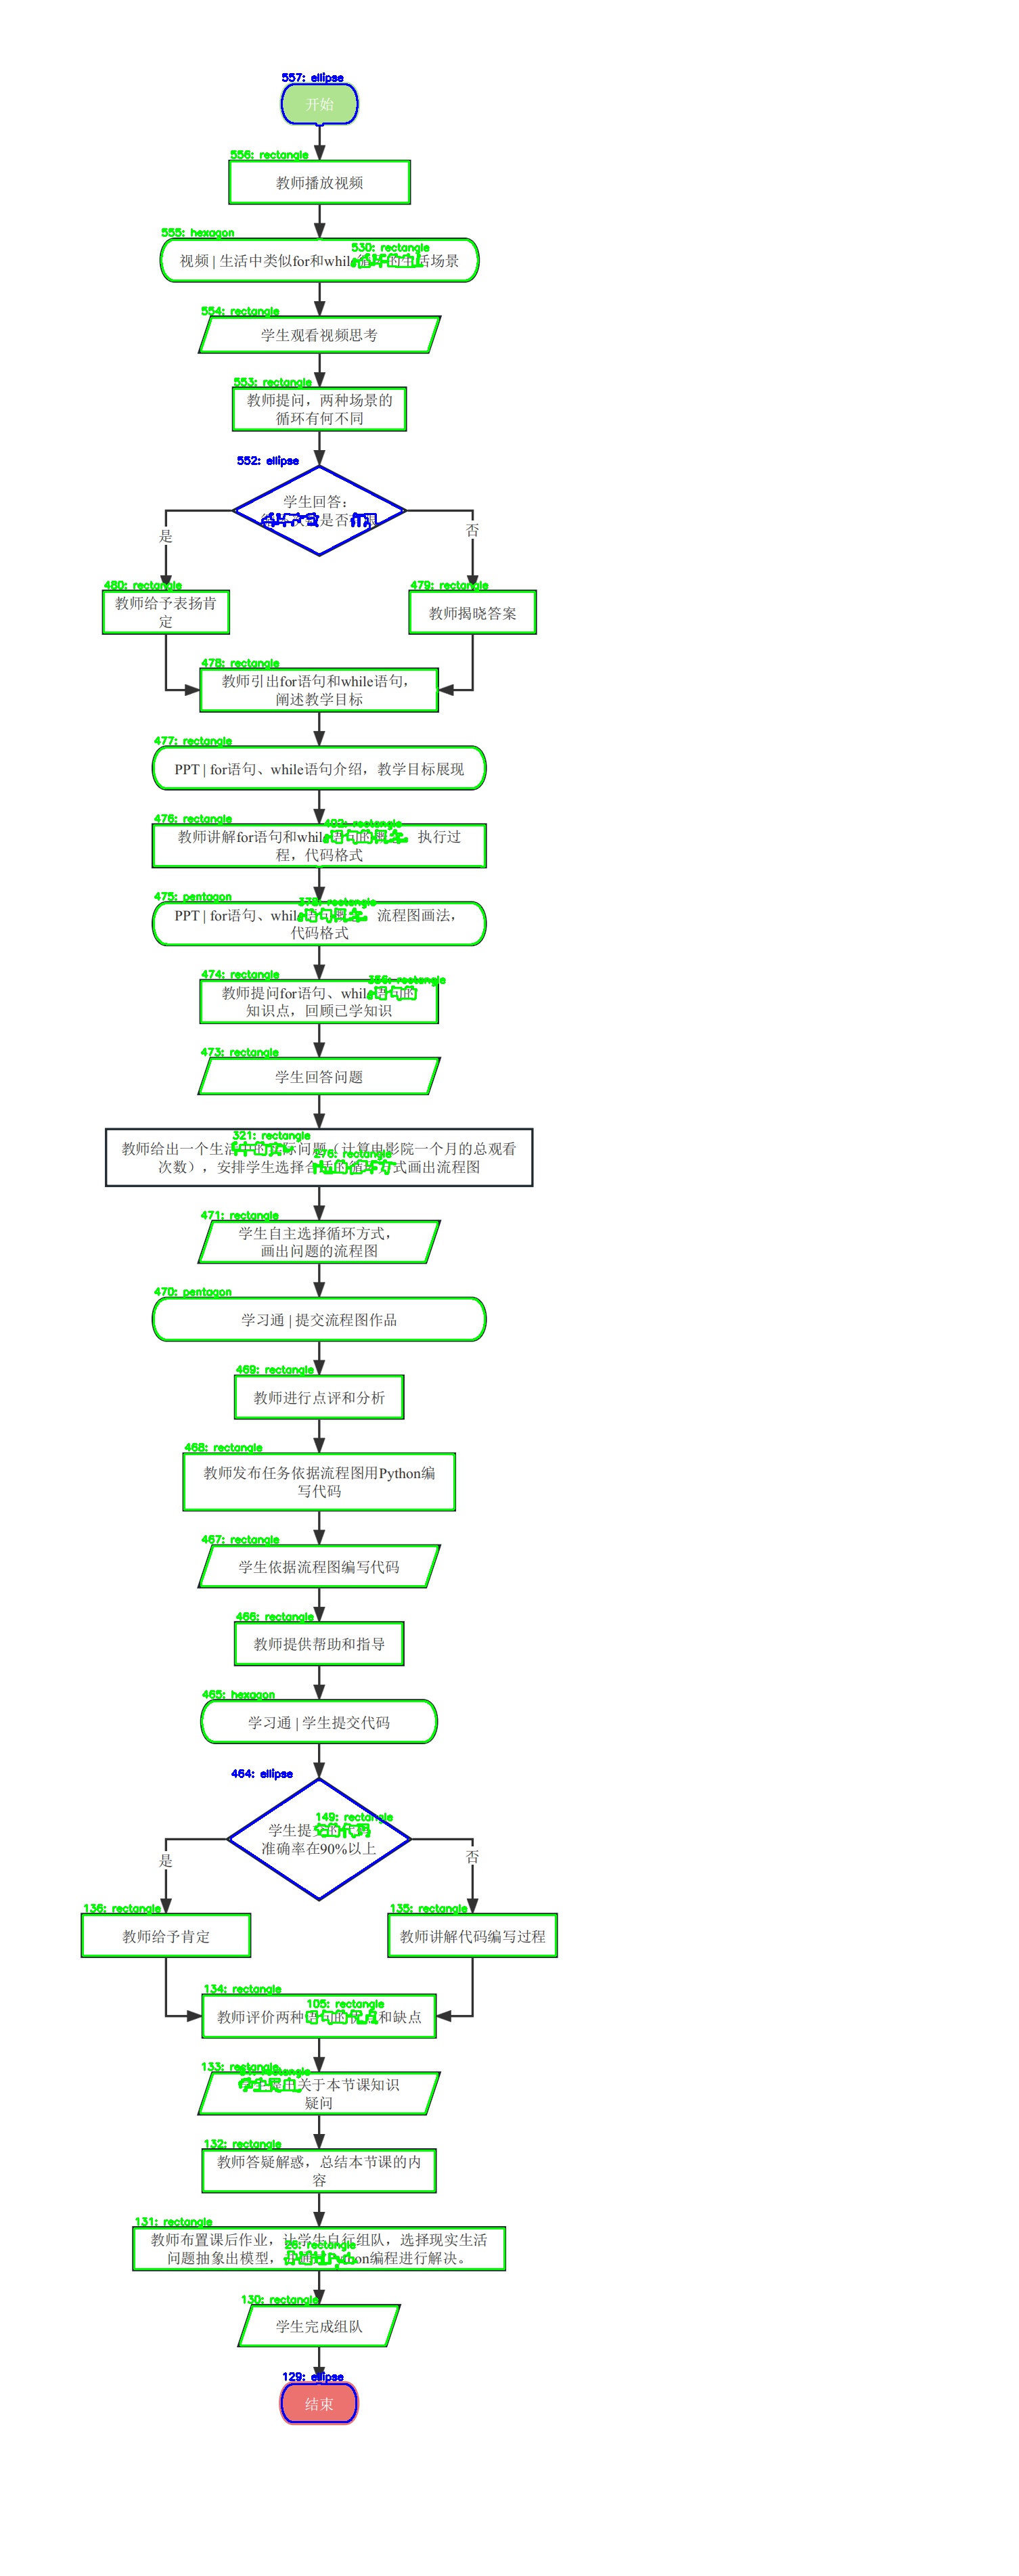 557: ellipse
开始
556: rectangle
教师播放视频
555: hexagon
530: rectangle
视频 | 生活中类似for和while循环的生活场景
554: rectangle
学生观看视频思考
553: rectangle
教师提问，两种场景的
循环有何不同
552: ellipse
学生回答：
循环次数是否有限
是
否
480: rectangle
教师给予表扬肯
定
479: rectangle
教师揭晓答案
478: rectangle
教师引出for语句和while语句，
阐述教学目标
477: rectangle
PPT | for语句、while语句介绍，教学目标展现
476: rectangle
492: rectangle
教师讲解for语句和while语句的概念，执行过
程，代码格式
475: pentagon
378: rectangle
PPT | for语句、while语句概念，流程图画法，
代码格式
474: rectangle
356: rectangle
教师提问for语句、while语句的
知识点，回顾已学知识
473: rectangle
学生回答问题
321: rectangle
教师给出一个生活中的实际问题（计算电影院一个月的总观看
276: rectangle
次数），安排学生选择合适的循环方式画出流程图
471: rectangle
学生自主选择循环方式，
画出问题的流程图
470: pentagon
学习通 | 提交流程图作品
469: rectangle
教师进行点评和分析
468: rectangle
教师发布任务依据流程图用Python编
写代码
467: rectangle
学生依据流程图编写代码
466: rectangle
教师提供帮助和指导
465: hexagon
学习通 | 学生提交代码
464: ellipse
149: rectangle
学生提交的代码
准确率在90%以上
是
否
136: rectangle
教师给予肯定
135: rectangle
教师讲解代码编写过程
134: rectangle
105: rectangle
教师评价两种语句的优点和缺点
133: rectangle
rectangle
学生提出关于本节课知识
疑问
132: rectangle
教师答疑解惑，总结本节课的内
容
131: rectangle
教师布置课后作业，让学生自行组队，选择现实生活
26: rectangle
问题抽象出模型，Python编程进行解决。
130: rectangle
学生完成组队
129: ellipse
结束